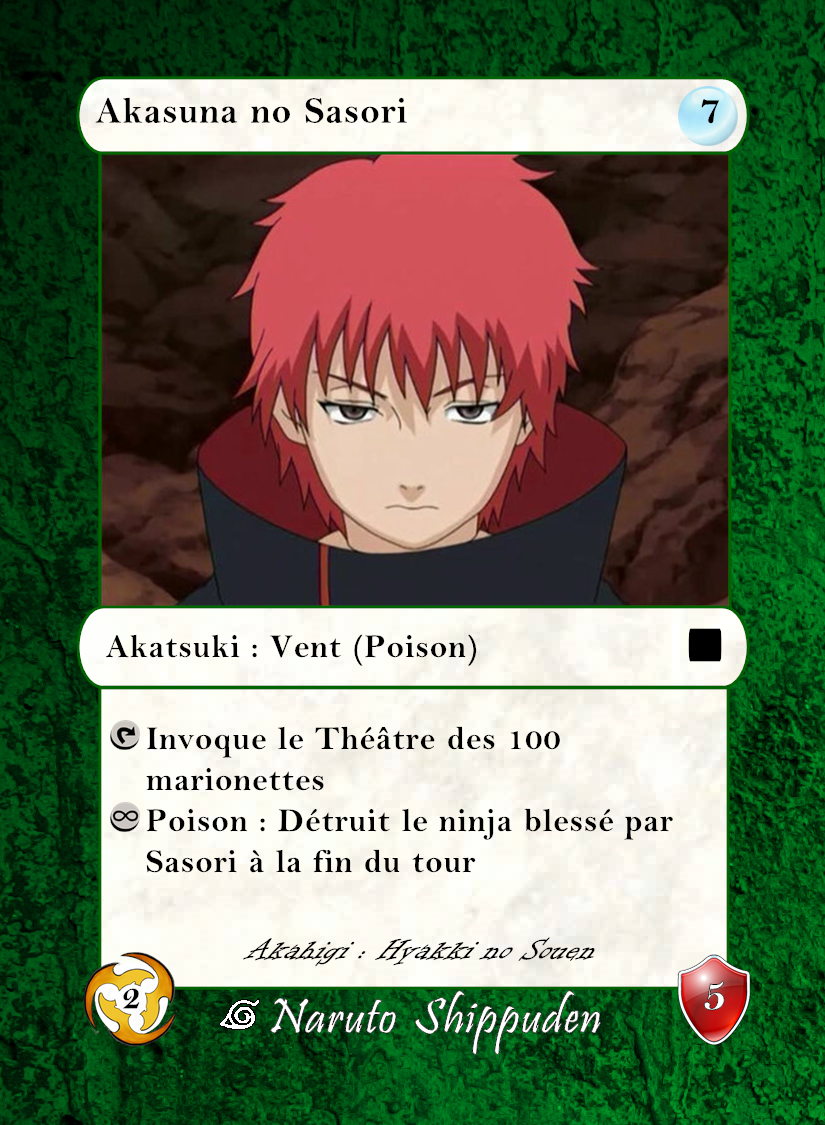 Akasuna no Sasori
7
Akatsuki : Vent (Poison)
Invoque le Théâtre des 100
marionettes
Poison : Détruit le ninja blessé par
Sasori à la fin du tour
Akahigi : Hyakki no Souen
2
Naruto Shippuden
5